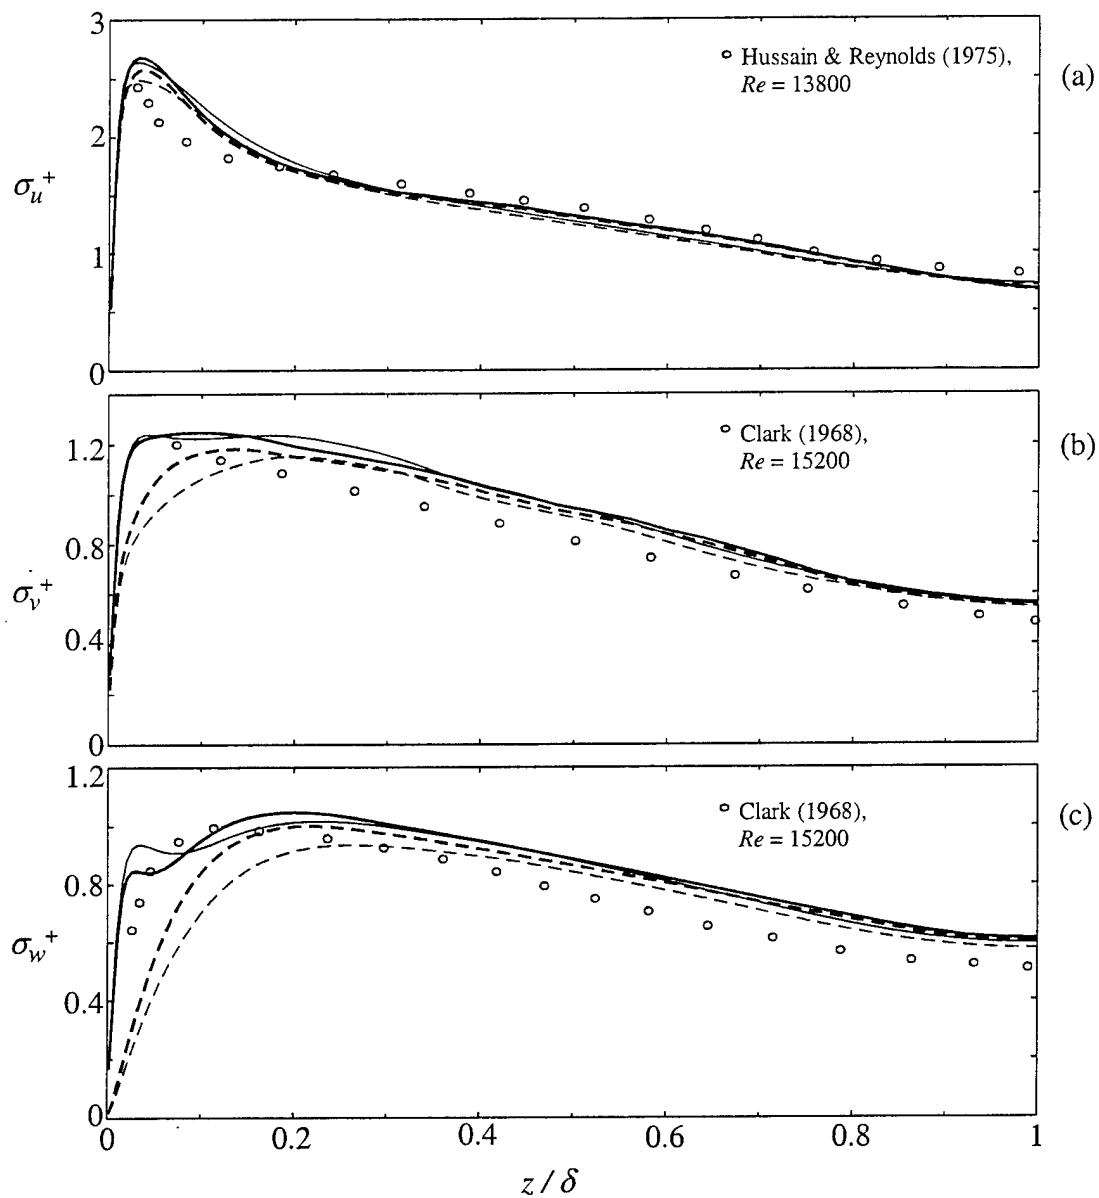 3
2
1
0
σu+
Hussain & Reynolds (1975),
Re = 13800
(a)
1.2
0.8
0.4
0
σv+
Clark (1968),
Re = 15200
(b)
1.2
0.8
0.4
0
σw+
Clark (1968),
Re = 15200
(c)
0 0.2 0.4 0.6 0.8 1
z / δ